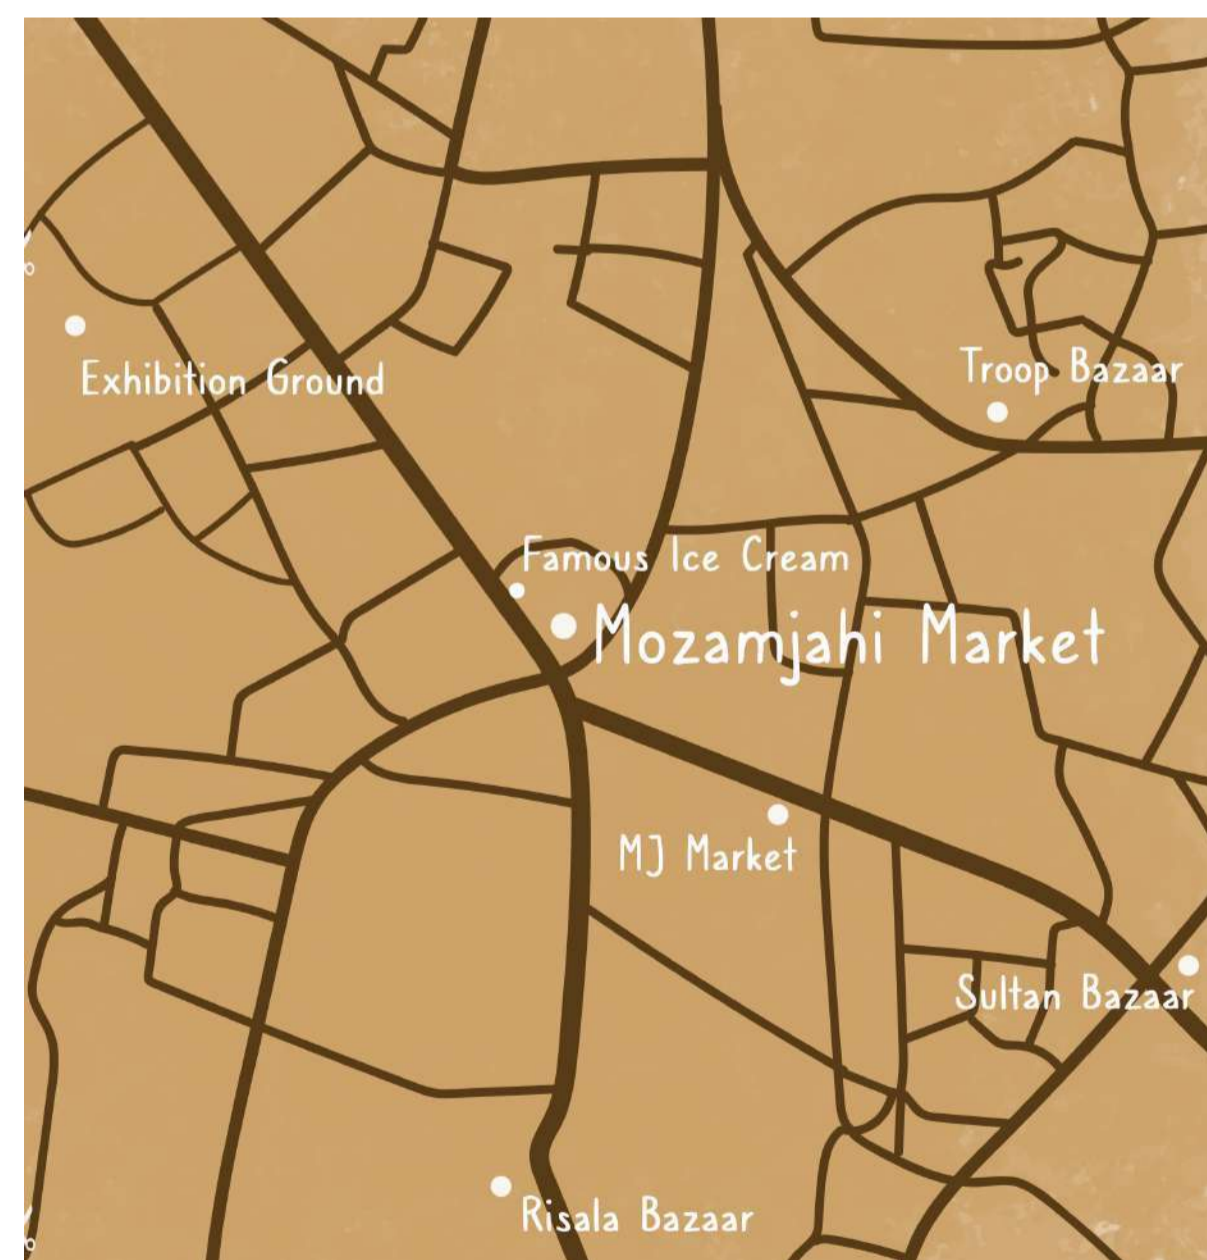 Troop Bazaar
Exhibition Ground
Famous Ice Cream
Mozamjahi Market
MJ Market
Sultan Bazaar
Risala Bazaar